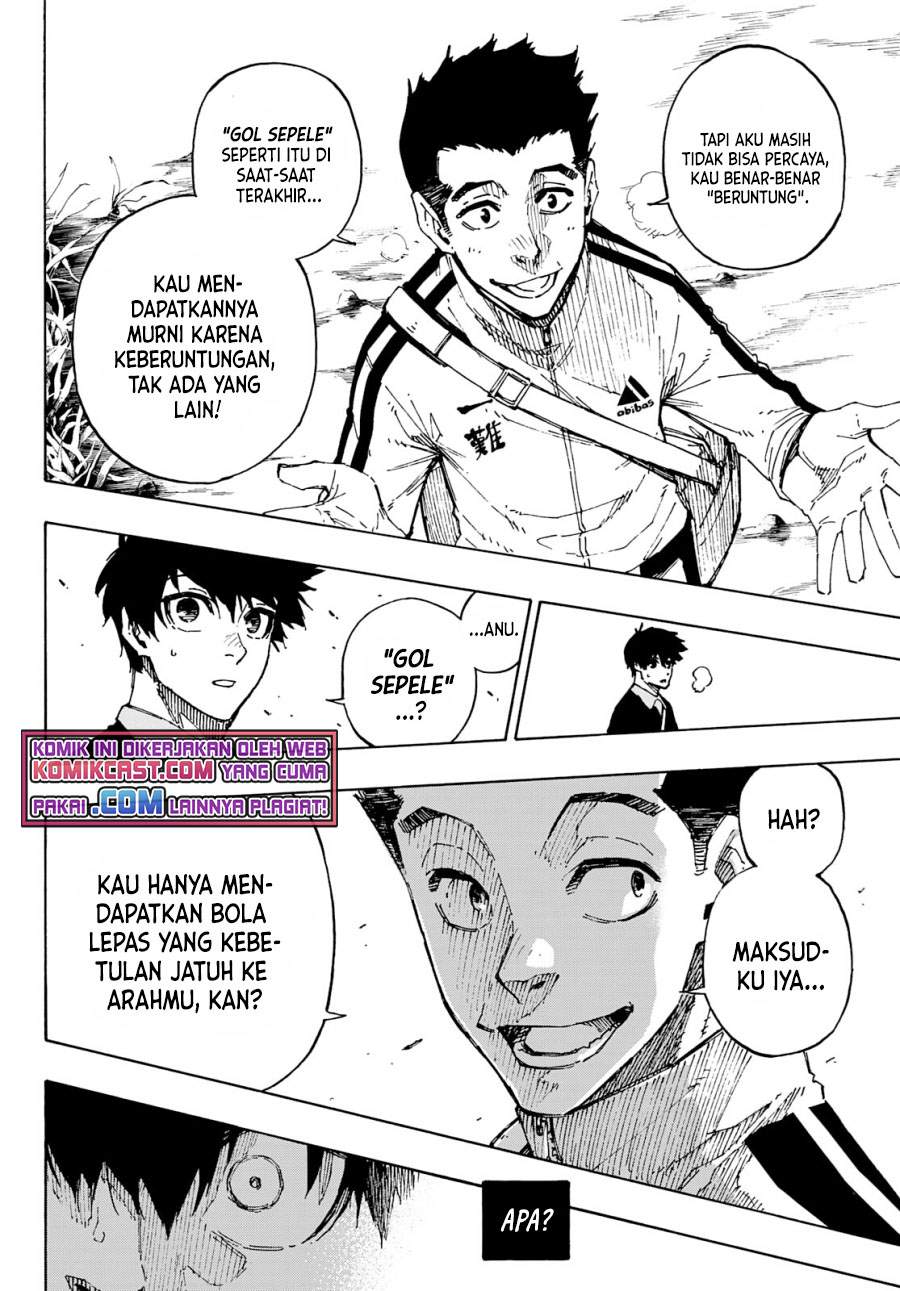 TAPI AKU MASIH
TIDAK BISA PERCAYA,
KAU BENAR-BENAR
"BERUNTUNG".
"GOL SEPELE"
SEPERTI ITU DI
SAAT-SAAT
TERAKHIR...
KAU MEN-
DAPATKANNYA
MURNI KARENA
KEBERUNTUNGAN,
TAK ADA YANG
LAIN!
abibas
一難
...ANU.
"GOL
SEPELE"
...?
KOMIK INI DIKERJAKAN OLEH WEB
KOMIKCAST.COM YANG CUMA
PAKAI .COM LAINNYA PLAGIAT!
HAH?
MAKSUD-
KU IYA...
KAU HANYA MEN-
DAPATKAN BOLA
LEPAS YANG KEBE-
TULAN JATUH KE
ARAHMU, KAN?
APA?